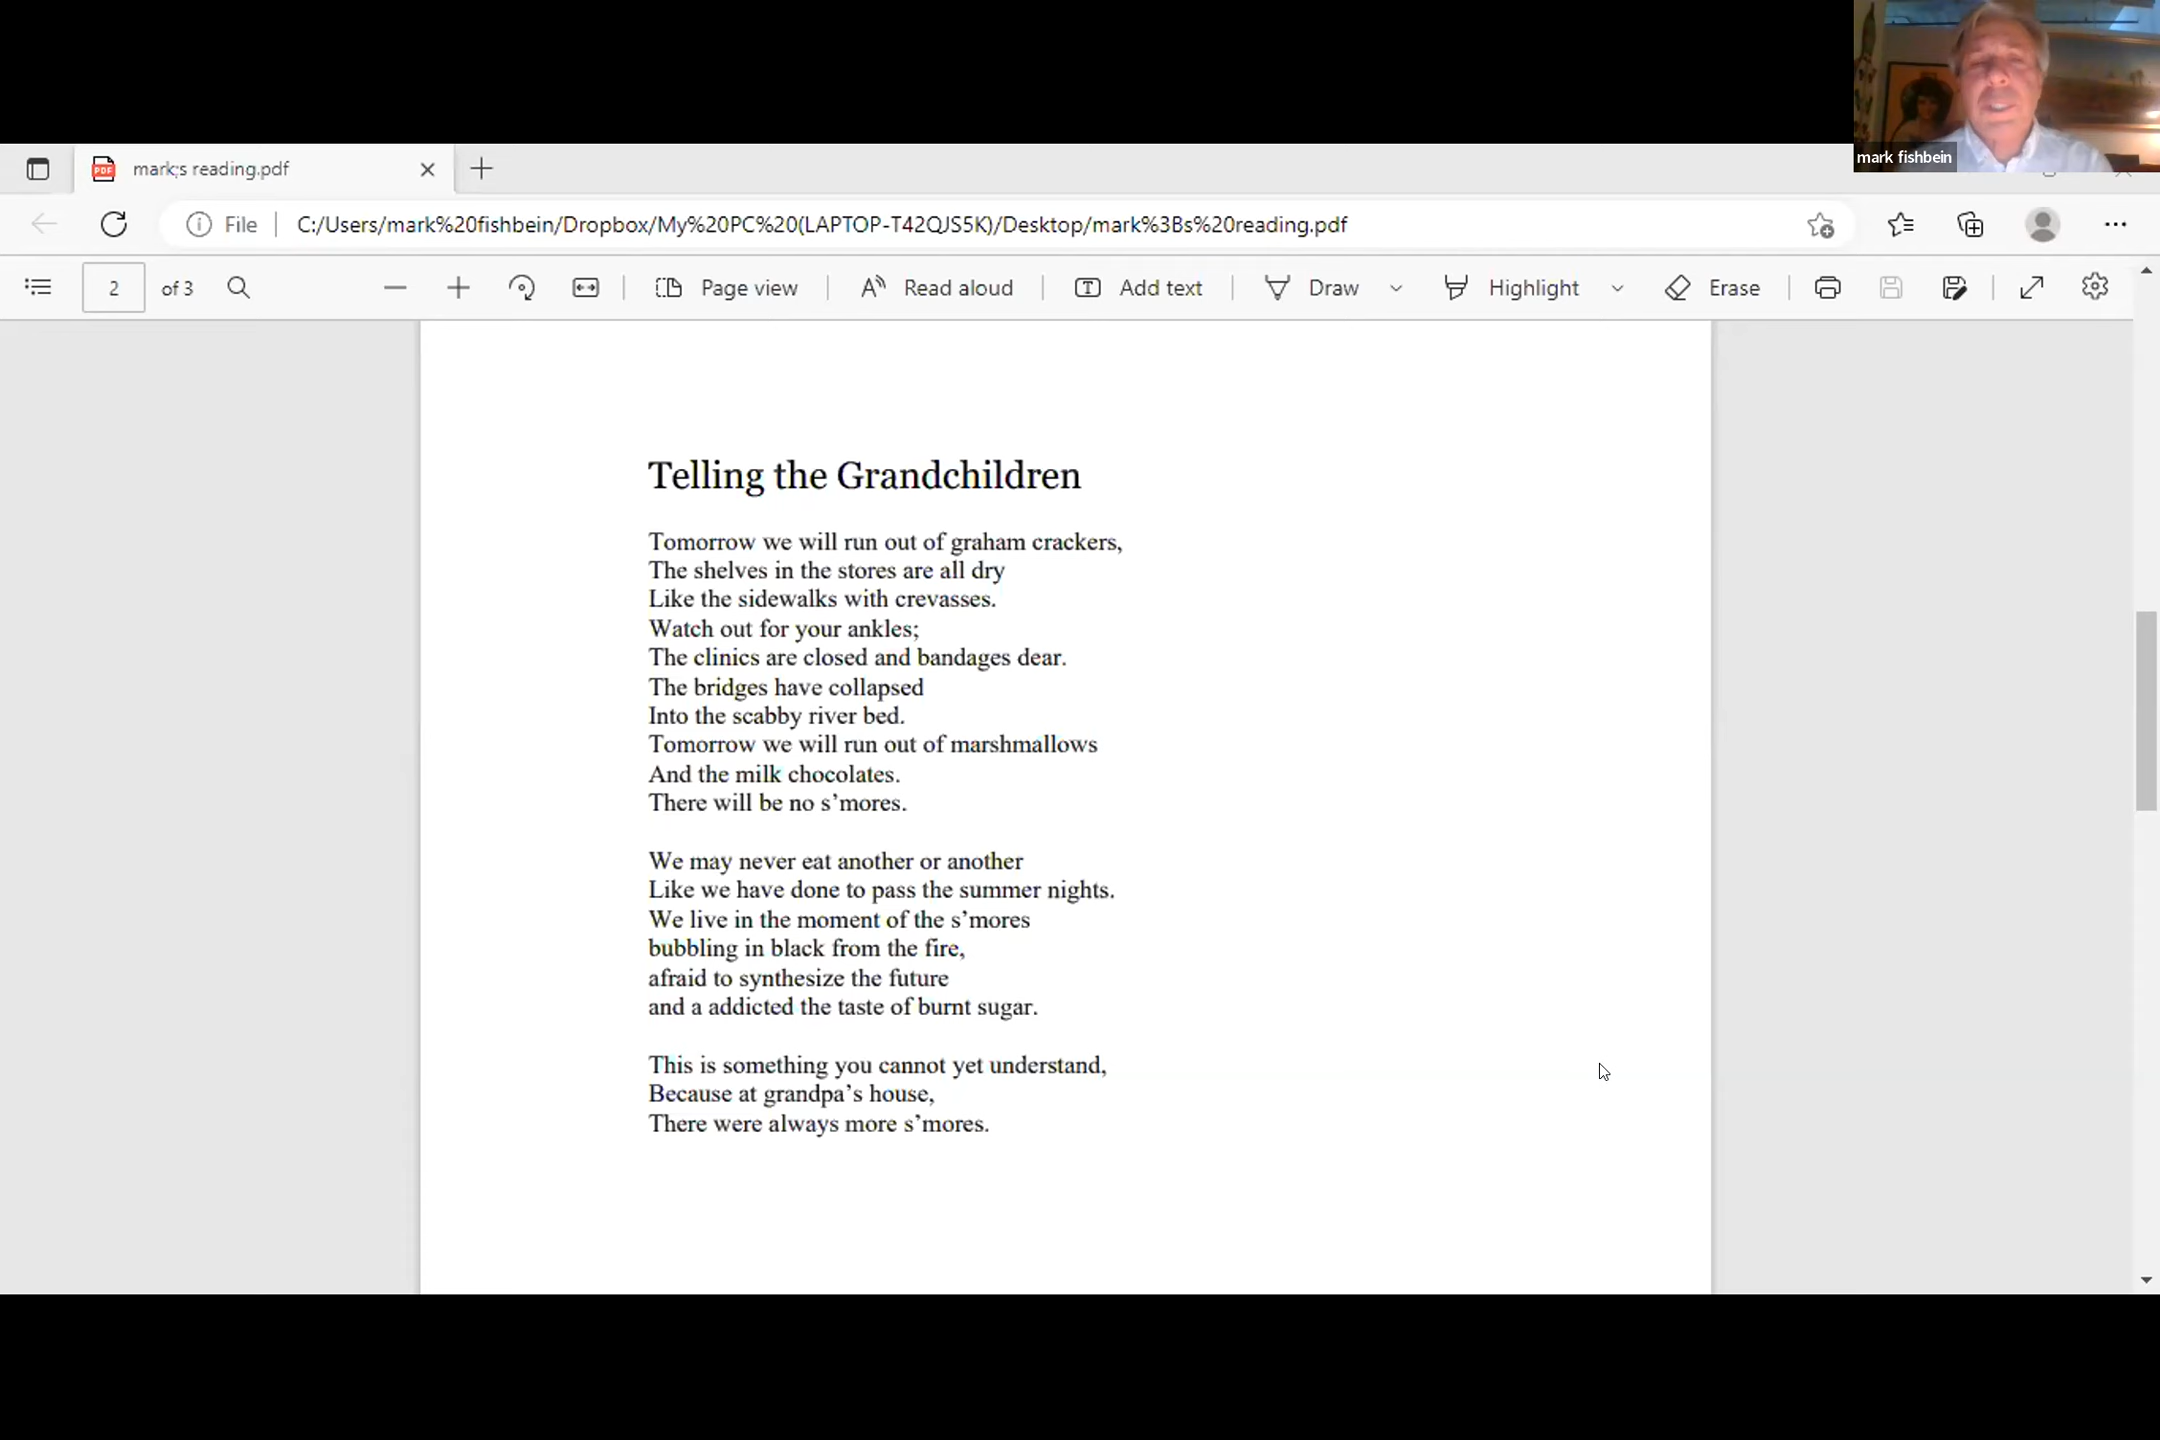 mark fishbein
mark;s reading.pdf
File
C:/Users/mark%20fishbein/Dropbox/My%20PC%20(LAPTOP-T42QJS5K)/Desktop/mark%3Bs%20reading.pdf
2 of 3 Page view Read aloud Add text Draw Highlight Erase
Telling the Grandchildren
Tomorrow we will run out of graham crackers,
The shelves in the stores are all dry
Like the sidewalks with crevasses.
Watch out for your ankles;
The clinics are closed and bandages dear.
The bridges have collapsed
Into the scabby river bed.
Tomorrow we will run out of marshmallows
And the milk chocolates.
There will be no s’mores.
We may never eat another or another
Like we have done to pass the summer nights.
We live in the moment of the s’mores
bubbling in black from the fire,
afraid to synthesize the future
and a addicted the taste of burnt sugar.
This is something you cannot yet understand,
Because at grandpa’s house,
There were always more s’mores.